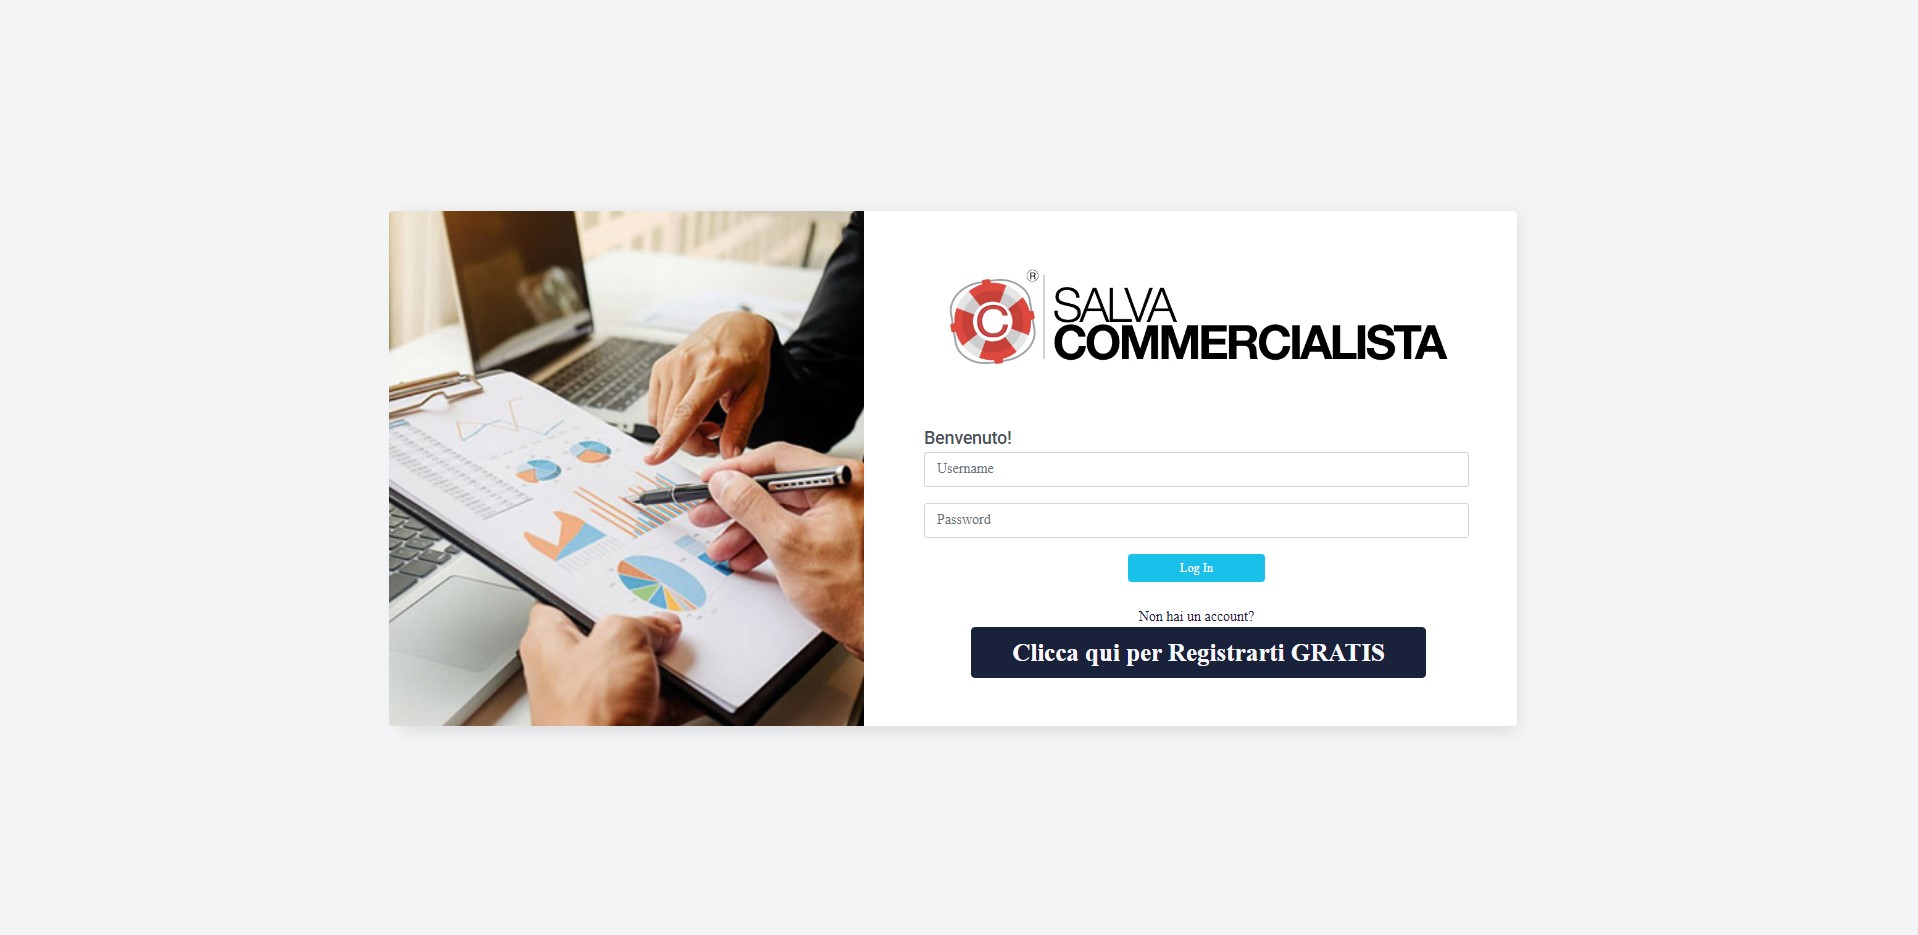 ®
SALVA
C COMMERCIALISTA
Benvenuto!
Username
Password
Log In
Non hai un account?
Clicca qui per Registrarti GRATIS